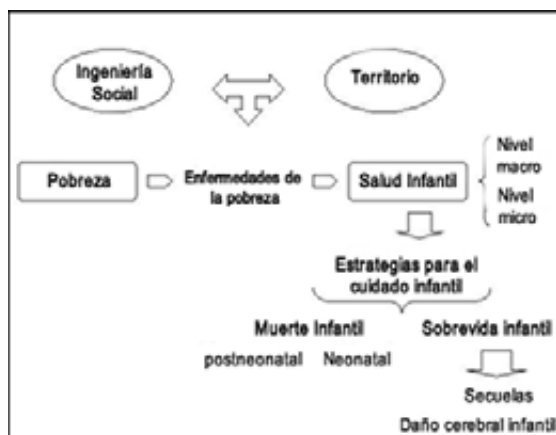 Ingeniería
Social
Territorio
Pobreza
Enfermedades de
la pobreza
Salud Infantil
Nivel
macro
Nivel
micro
Estrategias para el
cuidado infantil
Muerte Infantil
Sobrevida infantil
postneonatal Neonatal
Secuelas
Daño cerebral infantil